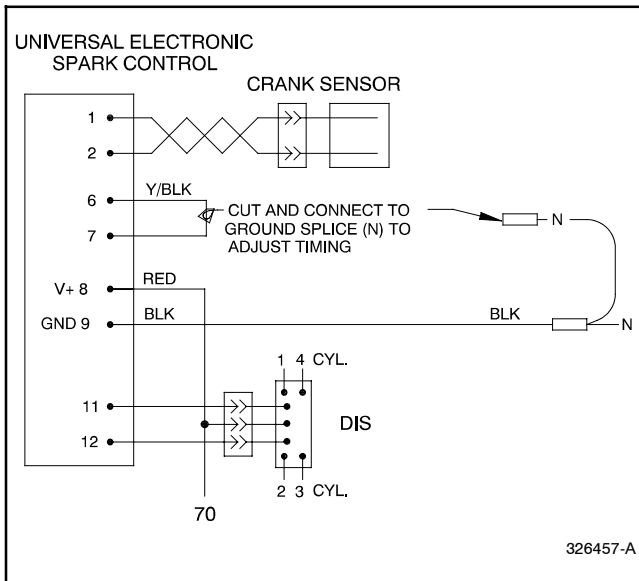 UNIVERSAL ELECTRONIC
SPARK CONTROL
CRANK SENSOR
1
2
6 Y/BLK
7
CUT AND CONNECT TO
GROUND SPLICE (N) TO
ADJUST TIMING
N
V+ 8 RED
GND 9 BLK BLK N
1 4 CYL.
11
12
DIS
2 3 CYL.
70
326457-A